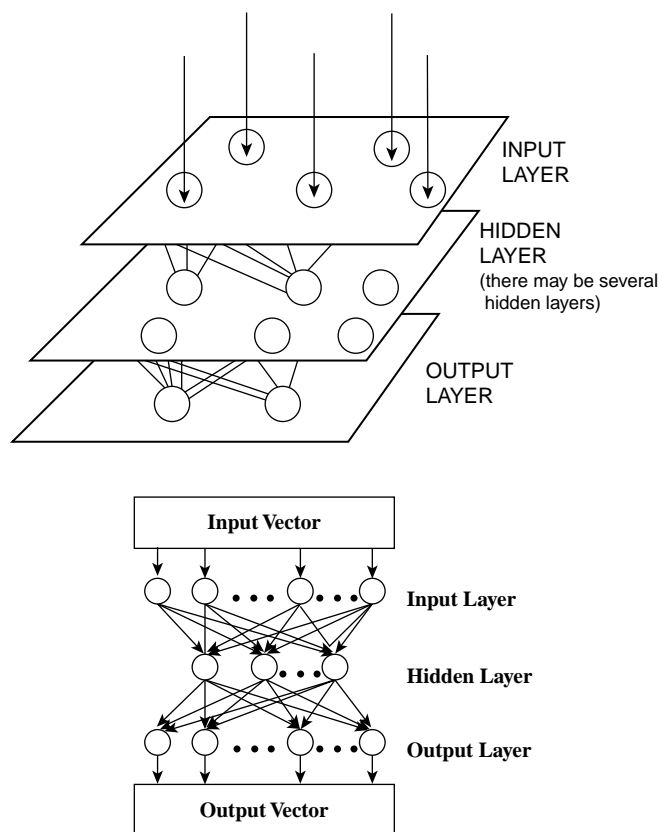 INPUT
LAYER
HIDDEN
LAYER
(there may be several
hidden layers)
OUTPUT
LAYER
Input Vector
Input Layer
Hidden Layer
Output Layer
Output Vector